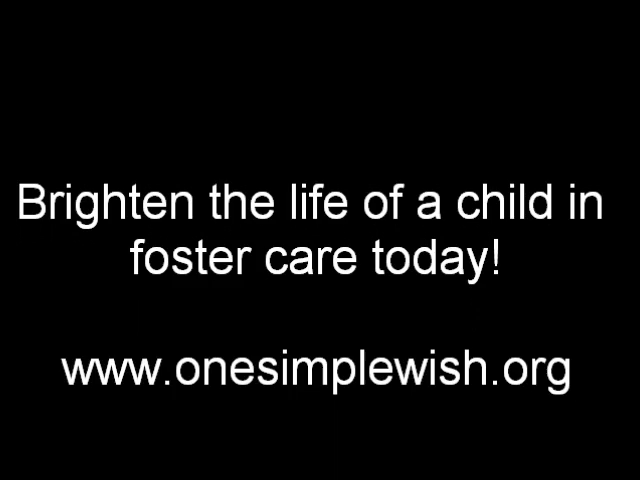 Brighten the life of a child in
foster care today!
www.onesimplewish.org